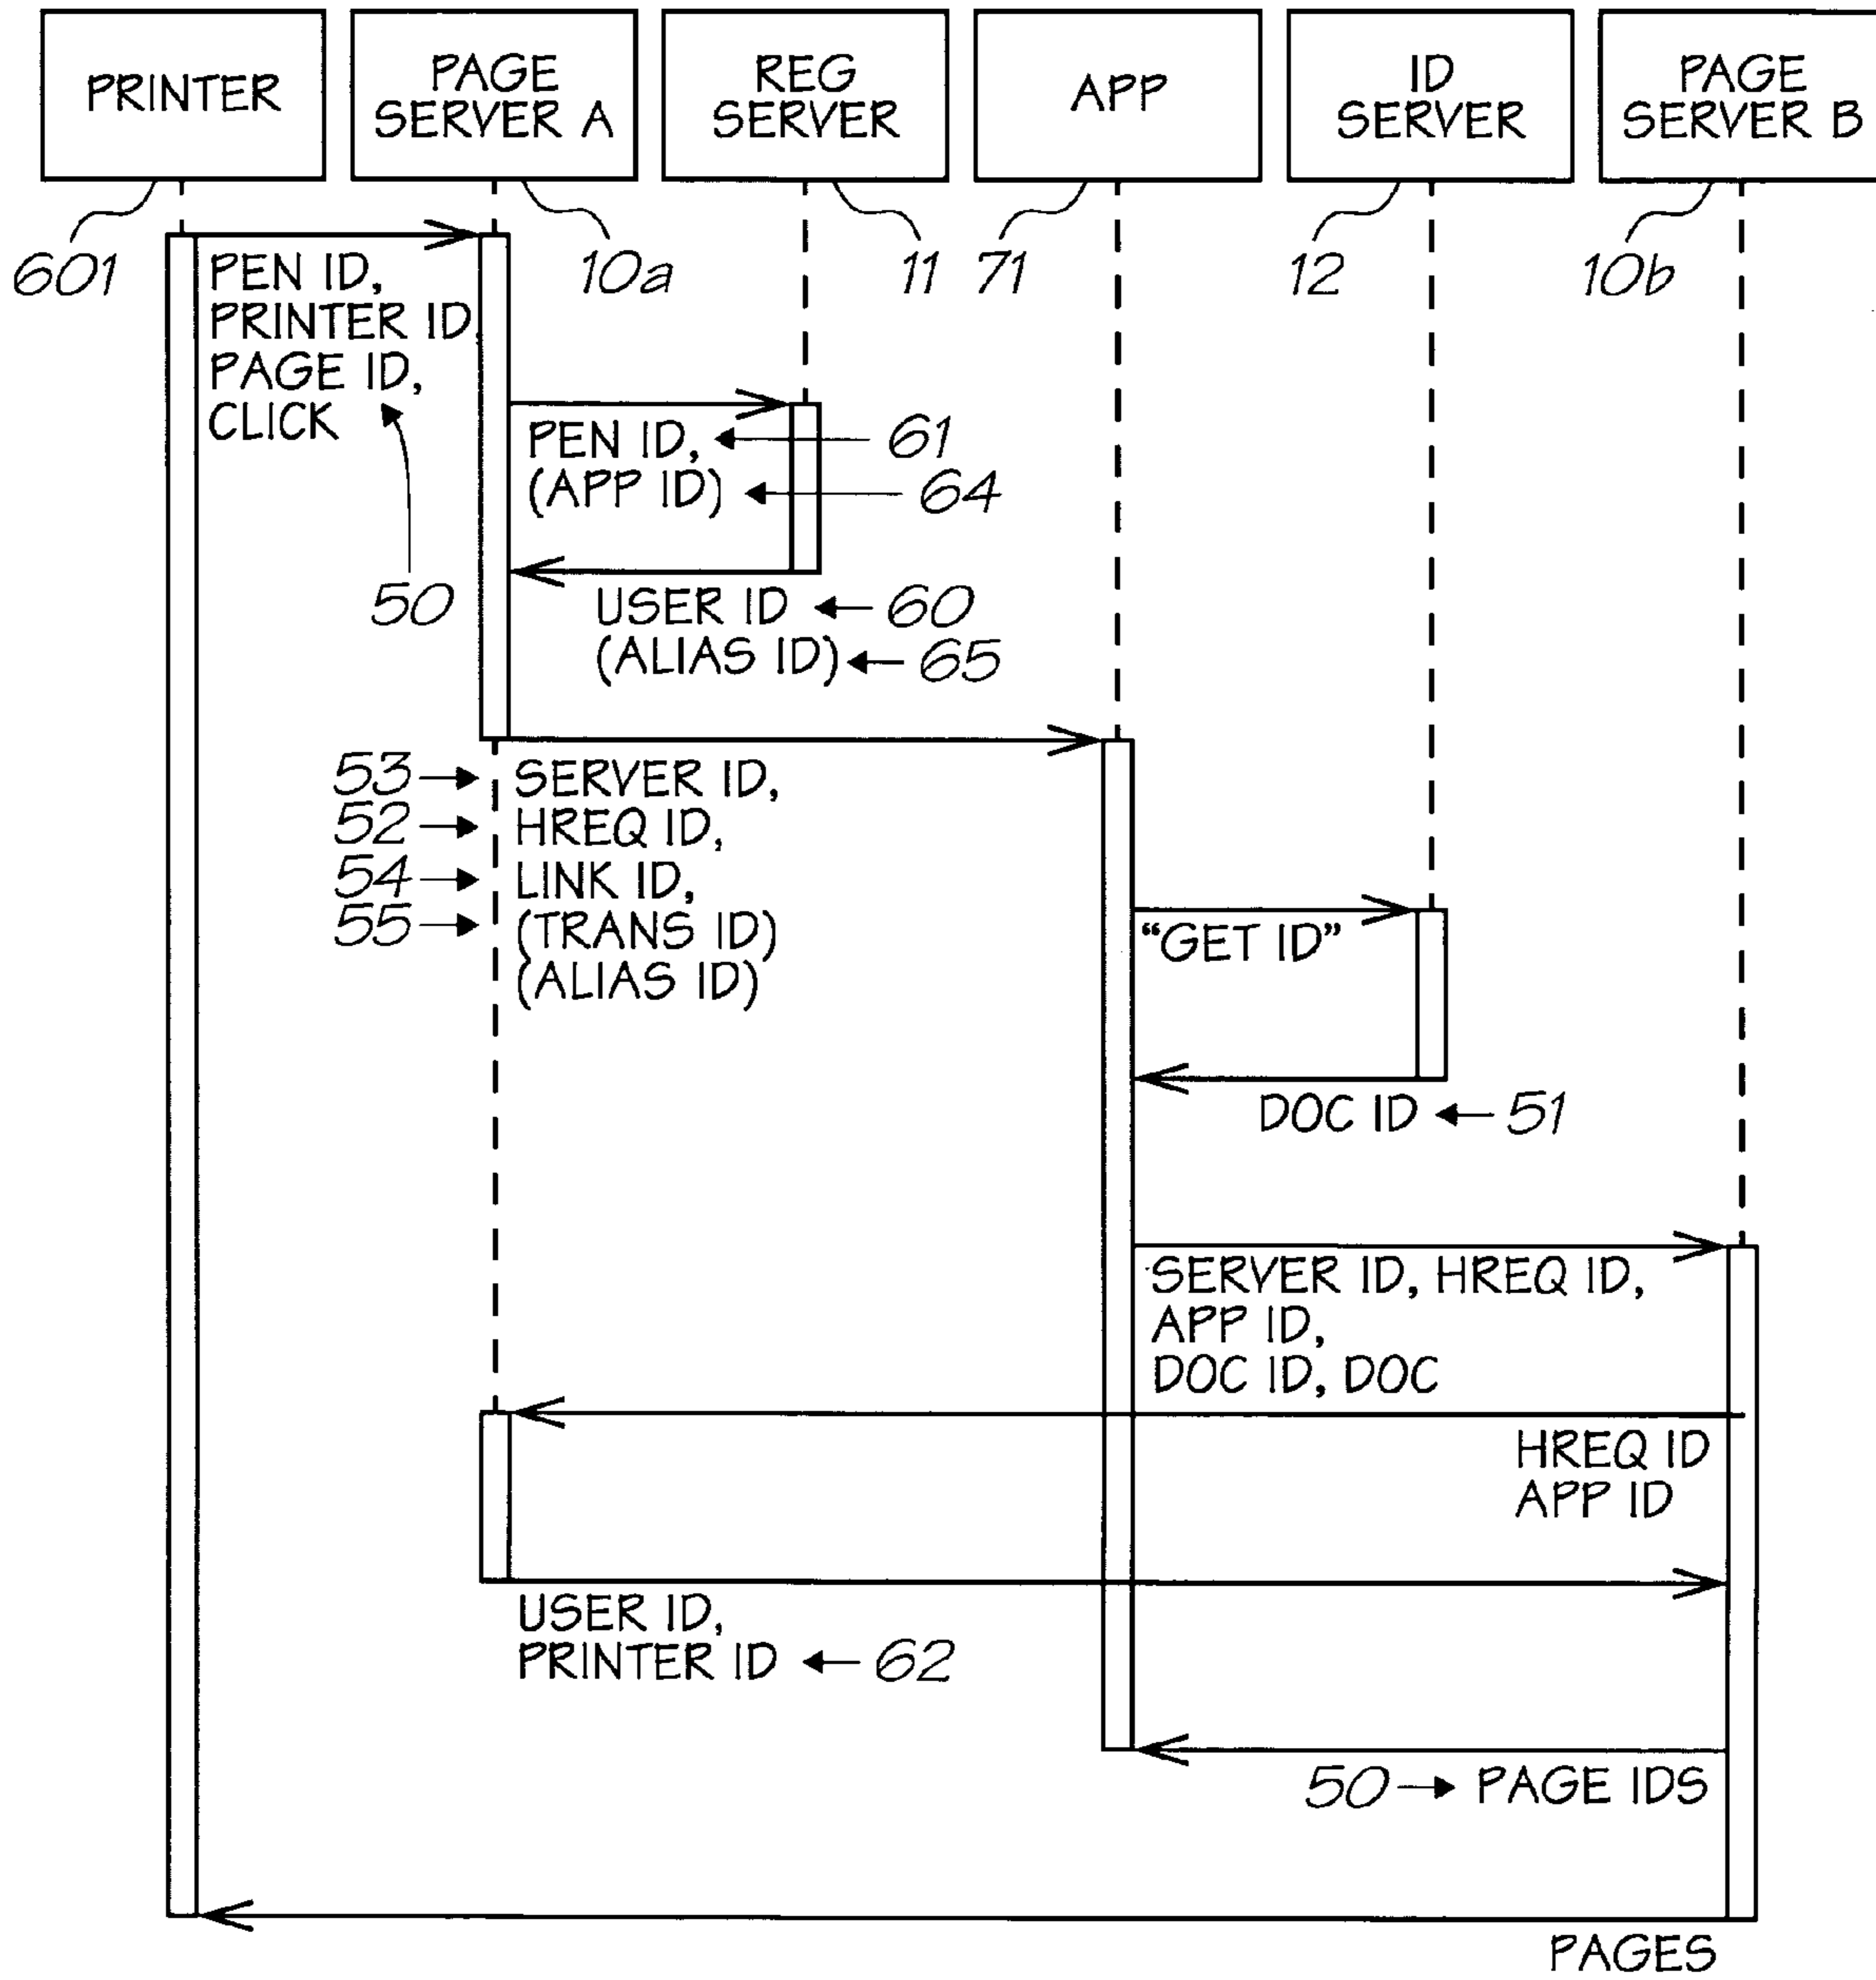 PRINTER
PAGE
SERVER A
REG
SERVER
APP
ID
SERVER
PAGE
SERVER B
601
10a
11
71
12
10b
PEN ID,
PRINTER ID
PAGE ID,
CLICK
50
PEN ID,
61
(APP ID)
64
USER ID
60
(ALIAS ID)
65
53
SERVER ID,
52
HREQ ID,
54
LINK ID,
55
(TRANS ID)
(ALIAS ID)
“GET ID”
DOC ID
51
SERVER ID, HREQ ID,
APP ID,
DOC ID, DOC
HREQ ID
APP ID
USER ID,
PRINTER ID
62
50
PAGE IDS
PAGES